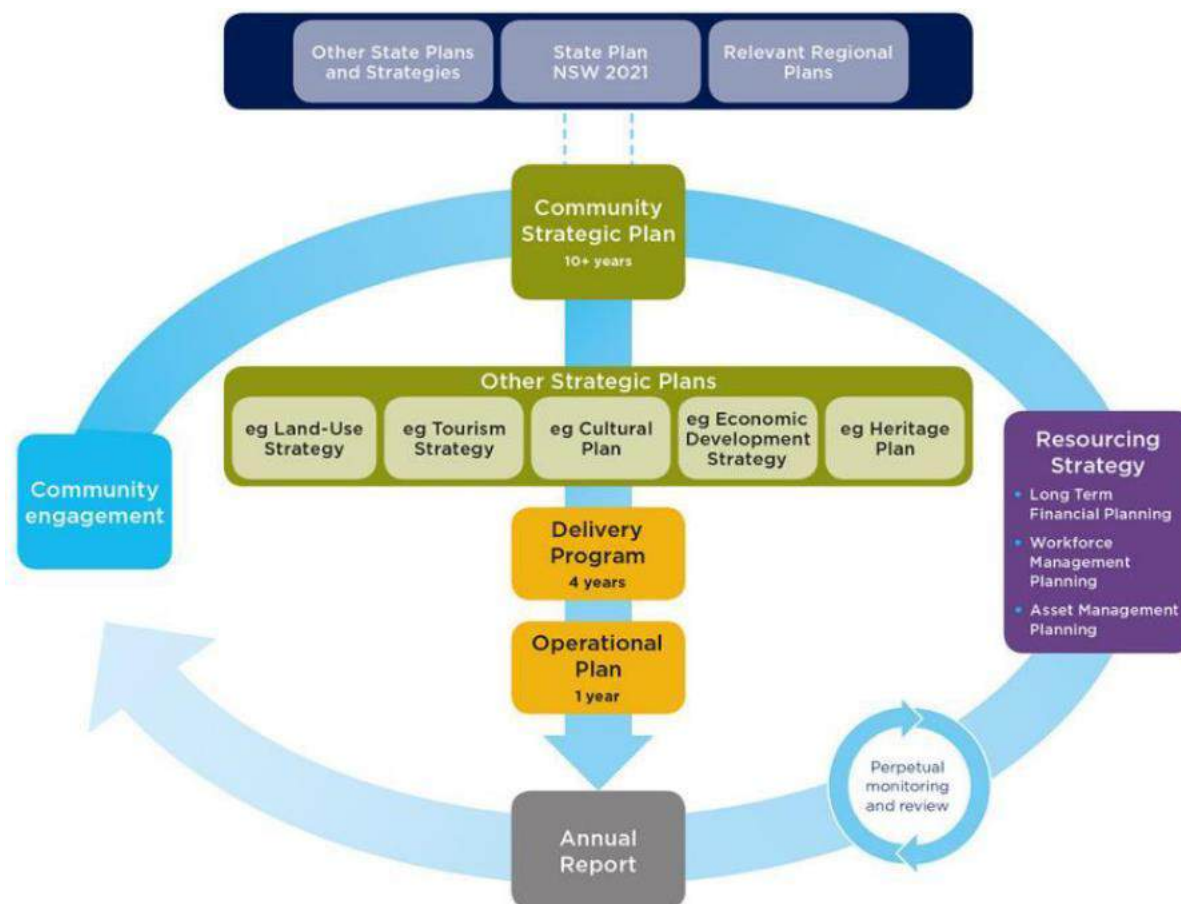 Other State Plans
and Strategies
State Plan
NSW 2021
Relevant Regional
Plans
Community
Strategic Plan
10+ years
Other Strategic Plans
eg Land-Use
Strategy
eg Tourism
Strategy
eg Cultural
Plan
eg Economic
Development
Strategy
eg Heritage
Plan
Community
engagement
Resourcing
Strategy
• Long Term
Financial Planning
• Workforce
Management
Planning
• Asset Management
Planning
Delivery
Program
4 years
Operational
Plan
1 year
Perpetual
monitoring
and review
Annual
Report